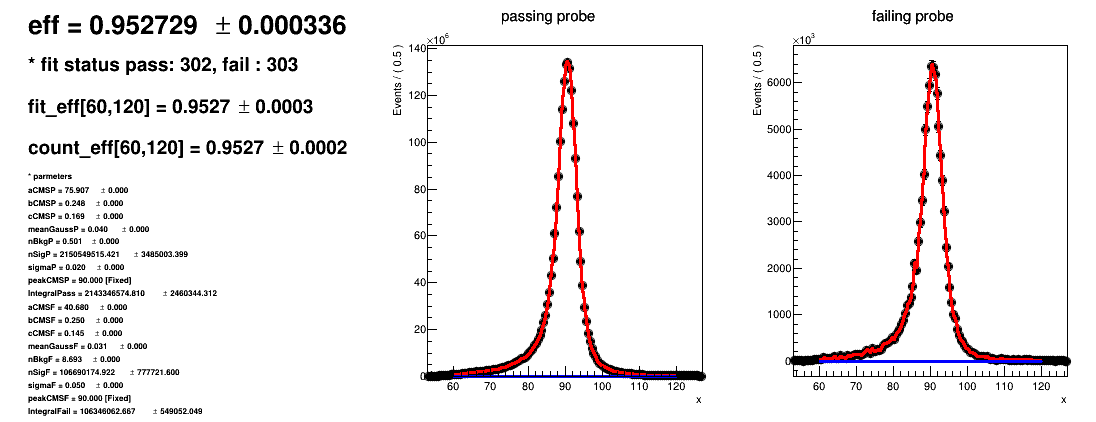 eff = 0.952729 ± 0.000336
* fit status pass: 302, fail : 303
fit_eff[60,120] = 0.9527 ± 0.0003
count_eff[60,120] = 0.9527 ± 0.0002
* parmeters
aCMSP = 75.907 ± 0.000
bCMSP = 0.248 ± 0.000
cCMSP = 0.169 ± 0.000
meanGaussP = 0.040 ± 0.000
nBkgP = 0.501 ± 0.000
nSigP = 2150549515.421 ± 3485003.399
sigmaP = 0.020 ± 0.000
peakCMSP = 90.000 [Fixed]
IntegralPass = 2143346574.810 ± 2460344.312
aCMSF = 40.680 ± 0.000
bCMSF = 0.250 ± 0.000
cCMSF = 0.145 ± 0.000
meanGaussF = 0.031 ± 0.000
nBkgF = 8.693 ± 0.000
nSigF = 106690174.922 ± 777721.600
sigmaF = 0.050 ± 0.000
peakCMSF = 90.000 [Fixed]
IntegralFail = 106346062.667 ± 549052.049
passing probe
×10⁶
Events / ( 0.5 )
140
120
100
80
60
40
20
0
60 70 80 90 100 110 120
x
failing probe
×10³
Events / ( 0.5 )
6000
5000
4000
3000
2000
1000
0
60 70 80 90 100 110 120
x